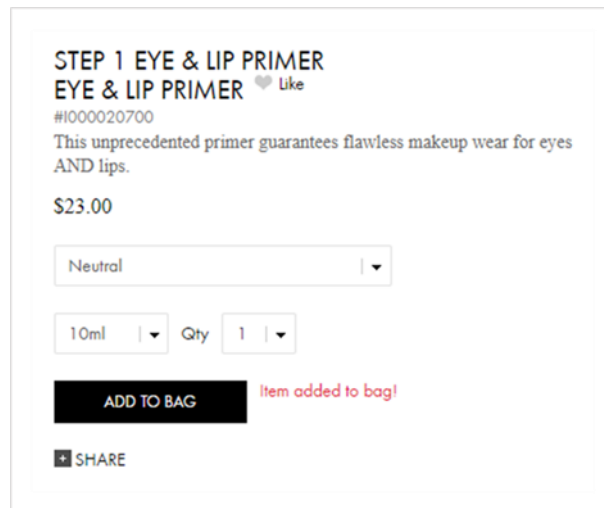 STEP 1 EYE & LIP PRIMER
EYE & LIP PRIMER Like
#I000020700
This unprecedented primer guarantees flawless makeup wear for eyes
AND lips.
$23.00
Neutral
10ml Qty 1
ADD TO BAG Item added to bag!
+ SHARE